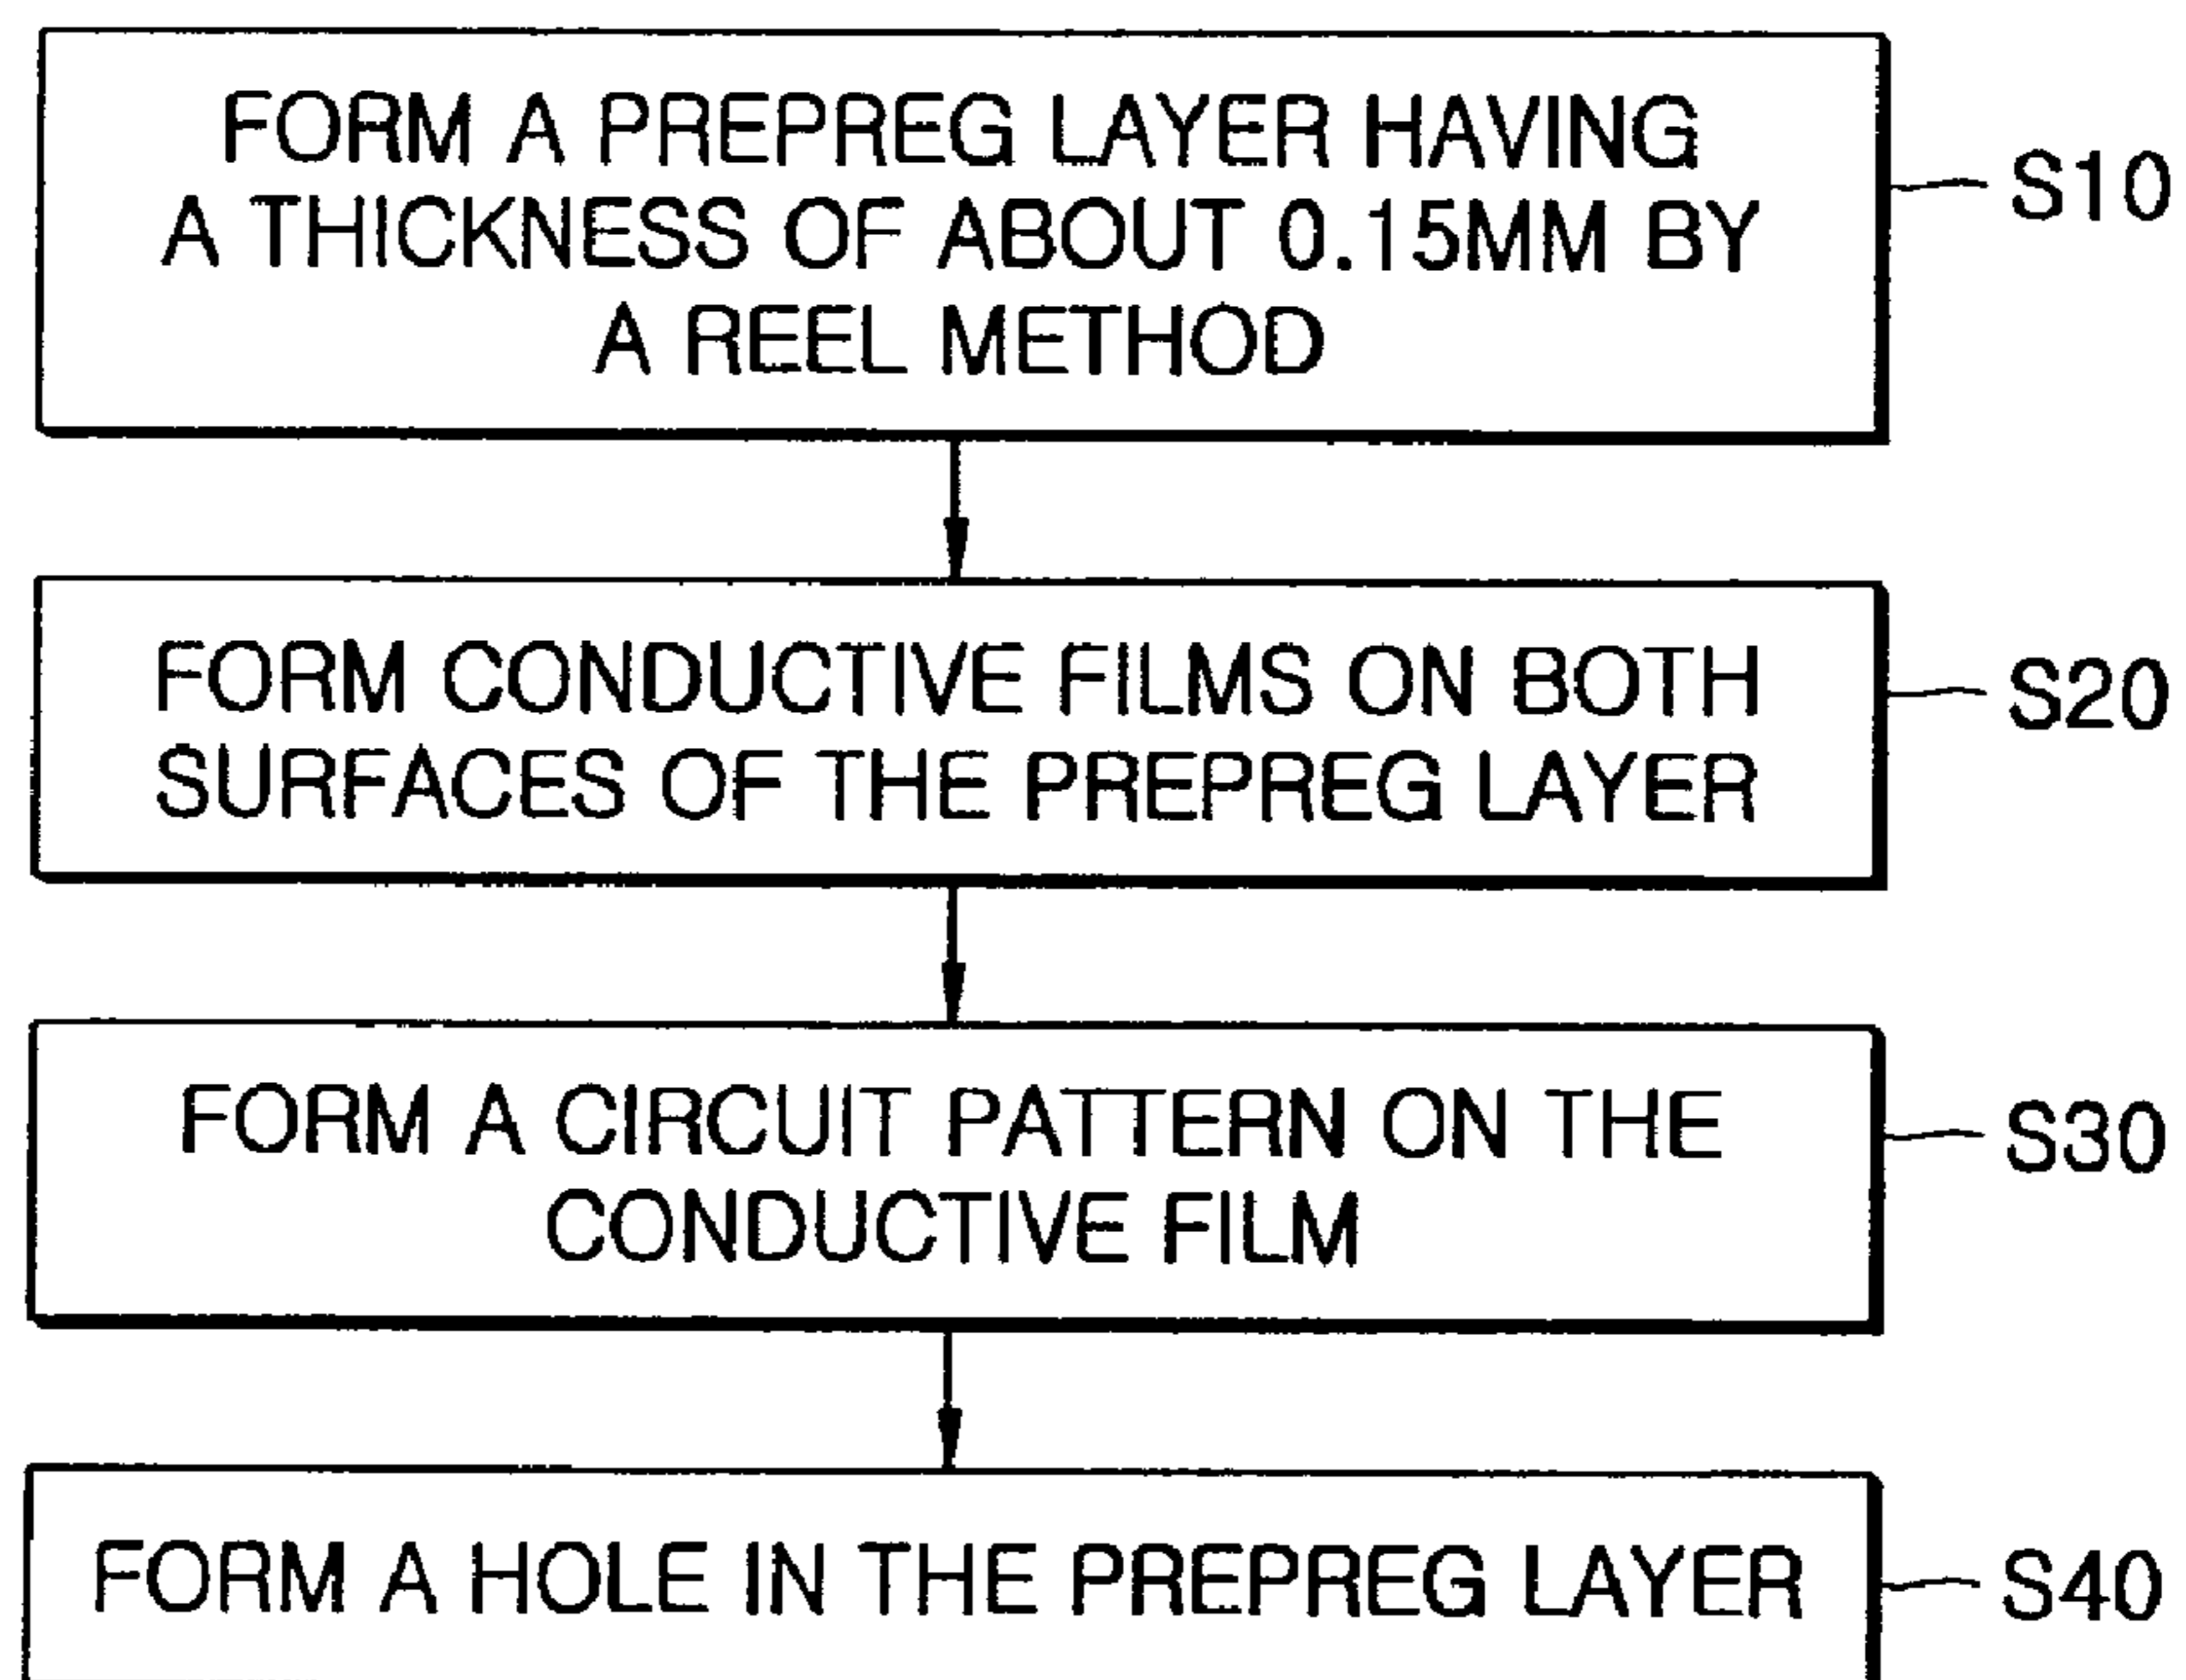 FORM A PREPREG LAYER HAVING
A THICKNESS OF ABOUT 0.15MM BY
A REEL METHOD
S10
FORM CONDUCTIVE FILMS ON BOTH
SURFACES OF THE PREPREG LAYER
S20
FORM A CIRCUIT PATTERN ON THE
CONDUCTIVE FILM
S30
FORM A HOLE IN THE PREPREG LAYER
S40